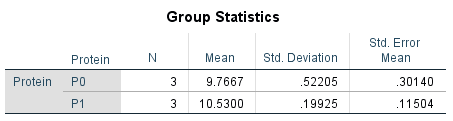 Group Statistics
Protein N Mean Std. Deviation Std. Error Mean
Protein P0 3 9.7667 .52205 .30140
P1 3 10.5300 .19925 .11504